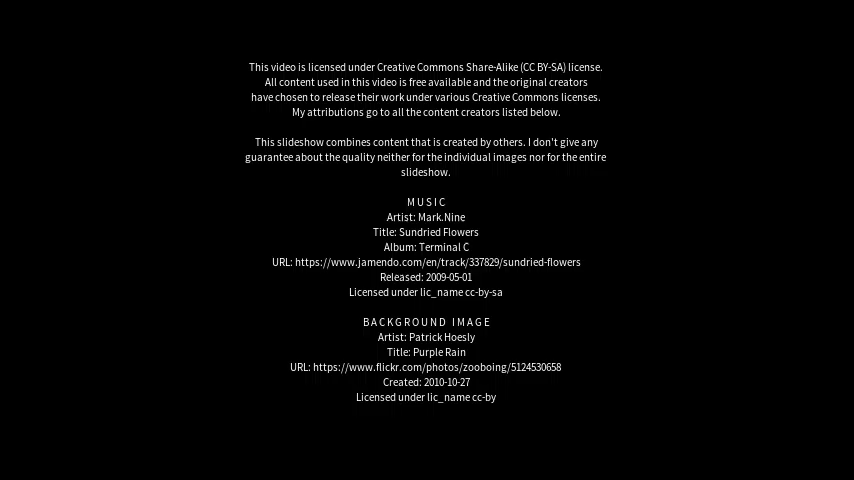 This video is licensed under Creative Commons Share-Alike (CC BY-SA) license.
All content used in this video is free available and the original creators
have chosen to release their work under various Creative Commons licenses.
My attributions go to all the content creators listed below.
This slideshow combines content that is created by others. I don't give any
guarantee about the quality neither for the individual images nor for the entire
slideshow.
MUSIC
Artist: Mark.Nine
Title: Sundried Flowers
Album: Terminal C
URL: https://www.jamendo.com/en/track/337829/sundried-flowers
Released: 2009-05-01
Licensed under lic_name cc-by-sa
BACKGROUND IMAGE
Artist: Patrick Hoesly
Title: Purple Rain
URL: https://www.flickr.com/photos/zooboing/5124530658
Created: 2010-10-27
Licensed under lic_name cc-by